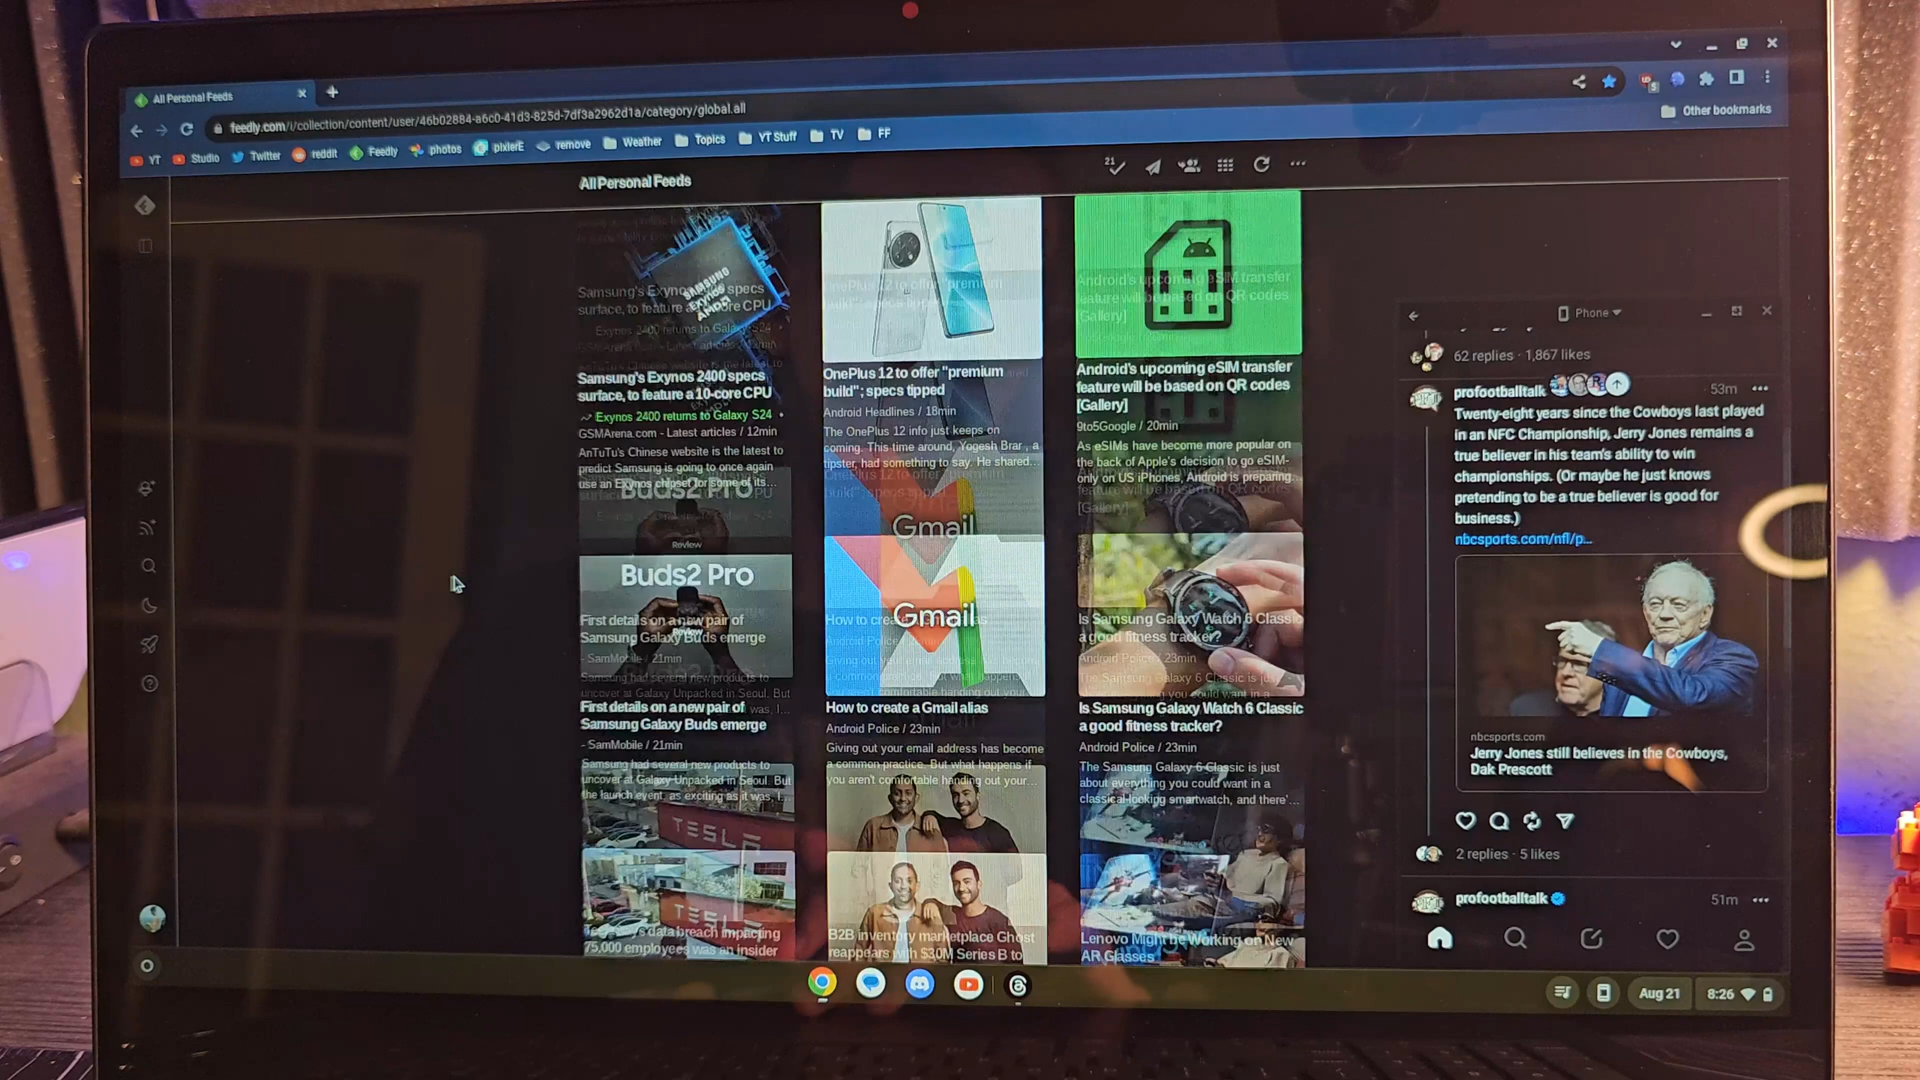 All Personal Feeds
feedly.com/i/collection/content/user/46b02884-a6c0-41d3-825d-7df3a2962d1a/category/global.all
Other bookmarks
YT
Studio
Twitter
reddit
Feedly
photos
pixlerE
remove
Weather
Topics
YT Stuff
TV
FF
All Personal Feeds
21
SAMSUNG
Exynos
Samsung's Exynos 2400 specs
surface, to feature a 10-core CPU
Exynos 2400 returns to Galaxy S24
GSMArena.com - Latest articles / 12min
AnTuTu's Chinese website is the latest to
predict Samsung is going to once again
use an Exynos chipset for some of its...
Buds2 Pro
Review
First details on a new pair of
Samsung Galaxy Buds emerge
- SamMobile / 21min
Samsung had several new products to
uncover at Galaxy Unpacked in Seoul. But
the launch event, as exciting as it was, I...
TESLA
Tesla says data breach impacting
75,000 employees was an insider
OnePlus 12 to offer "premium
build"; specs tipped
Android Headlines / 18min
The OnePlus 12 info just keeps on
coming. This time around, Yogesh Brar , a
tipster, had something to say. He shared...
Gmail
How to create a Gmail alias
Android Police / 23min
Giving out your email address has become
a common practice. But what happens if
you aren't comfortable handing out your...
B2B inventory marketplace Ghost
reappears with $30M Series B to
Android's upcoming eSIM transfer
feature will be based on QR codes
[Gallery]
9to5Google / 20min
As eSIMs have become more popular on
the back of Apple's decision to go eSIM-
only on US iPhones, Android is preparing...
Is Samsung Galaxy Watch 6 Classic
a good fitness tracker?
Android Police / 23min
The Samsung Galaxy 6 Classic is just
about everything you could want in a
classical-looking smartwatch, and there'...
Lenovo Might be Working on New
AR Glasses
Phone
62 replies · 1,867 likes
profootballtalk
53m
Twenty-eight years since the Cowboys last played
in an NFC Championship, Jerry Jones remains a
true believer in his team's ability to win
championships. (Or maybe he just knows
pretending to be a true believer is good for
business.)
nbcsports.com/nfl/p...
nbcsports.com
Jerry Jones still believes in the Cowboys,
Dak Prescott
2 replies · 5 likes
profootballtalk
51m
Aug 21
8:26